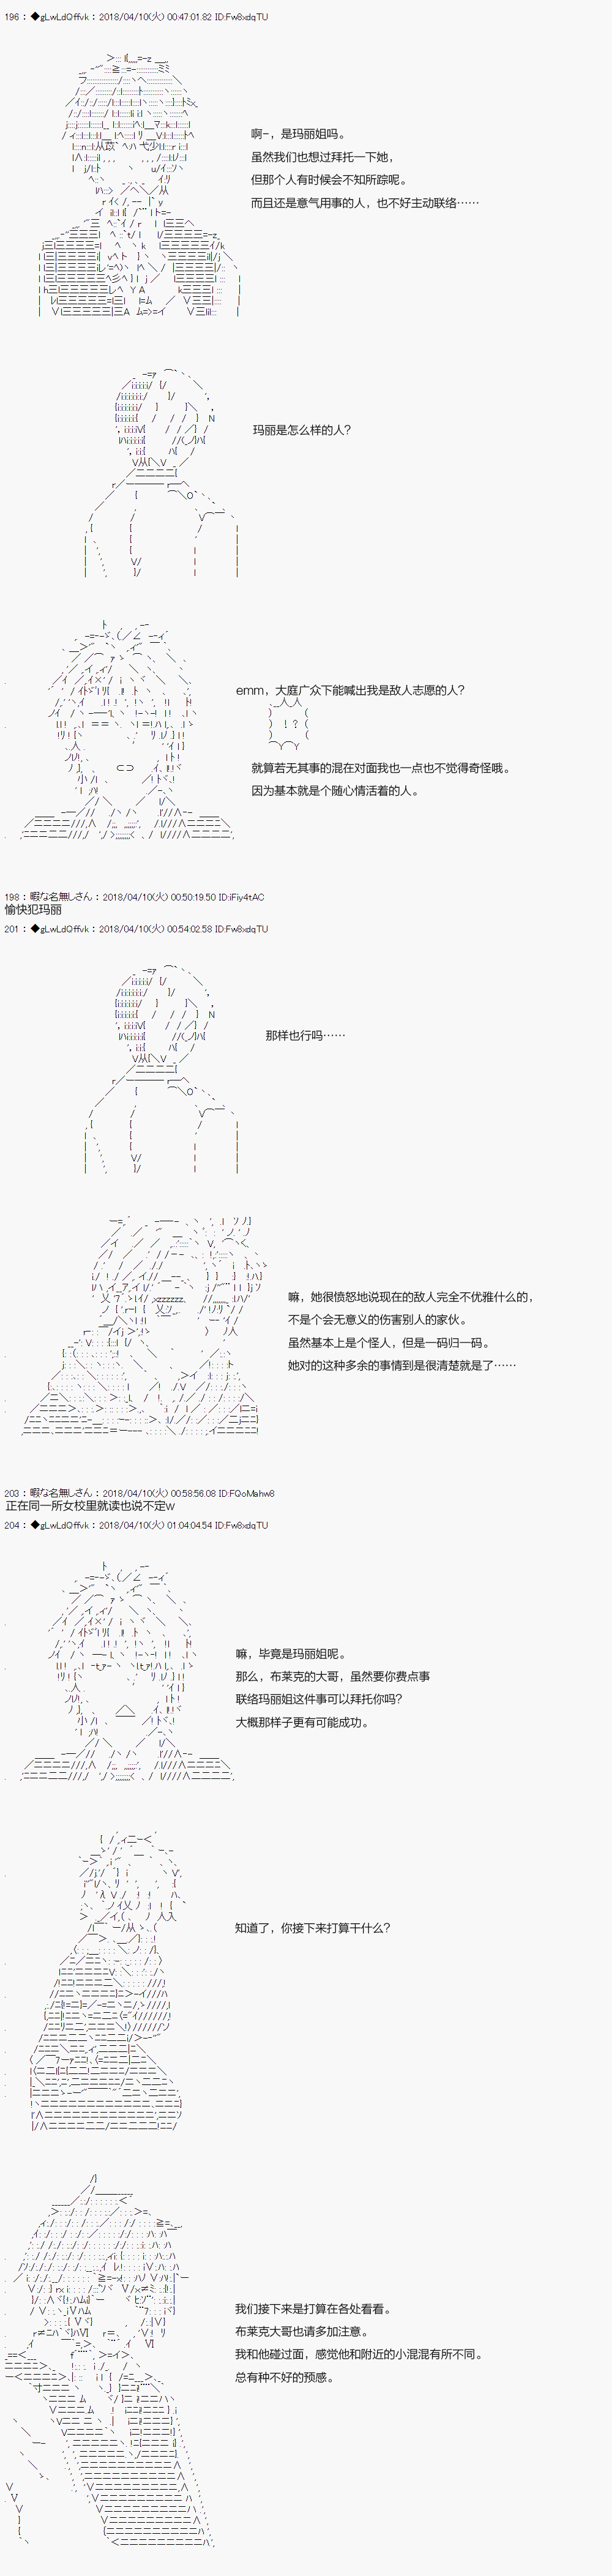 196 : ◆gLwLdQffvk : 2018/04/10(火) 00:47:01.82 ID:Fw8xdqTU
啊-，是玛丽姐吗。
虽然我们也想过拜托一下她，
但那个人有时候会不知所踪呢。
而且还是意气用事的人，也不好主动联络……
玛丽是怎么样的人？
emm，大庭广众下能喊出我是敌人志愿的人？
！？
就算若无其事的混在对面我也一点也不觉得奇怪哦。
因为基本就是个随心情活着的人。
198 : 暇な名無しさん : 2018/04/10(火) 00:50:19.50 ID:iFiy4tAC
愉快犯玛丽
201 : ◆gLwLdQffvk : 2018/04/10(火) 00:54:02.58 ID:Fw8xdqTU
那样也行吗……
嘛，她很愤怒地说现在的敌人完全不优雅什么的，
不是个会无意义的伤害别人的家伙。
虽然基本上是个怪人，但是一码归一码。
她对的这种多余的事情到是很清楚就是了……
203 : 暇な名無しさん : 2018/04/10(火) 00:58:56.08 ID:FQoMahw8
正在同一所女校里就读也说不定w
204 : ◆gLwLdQffvk : 2018/04/10(火) 01:04:04.54 ID:Fw8xdqTU
嘛，毕竟是玛丽姐呢。
那么，布莱克的大哥，虽然要你费点事
联络玛丽姐这件事可以拜托你吗？
大概那样子更有可能成功。
知道了，你接下来打算干什么？
我们接下来是打算在各处看看。
布莱克大哥也请多加注意。
我和他碰过面，感觉他和附近的小混混有所不同。
总有种不好的预感。